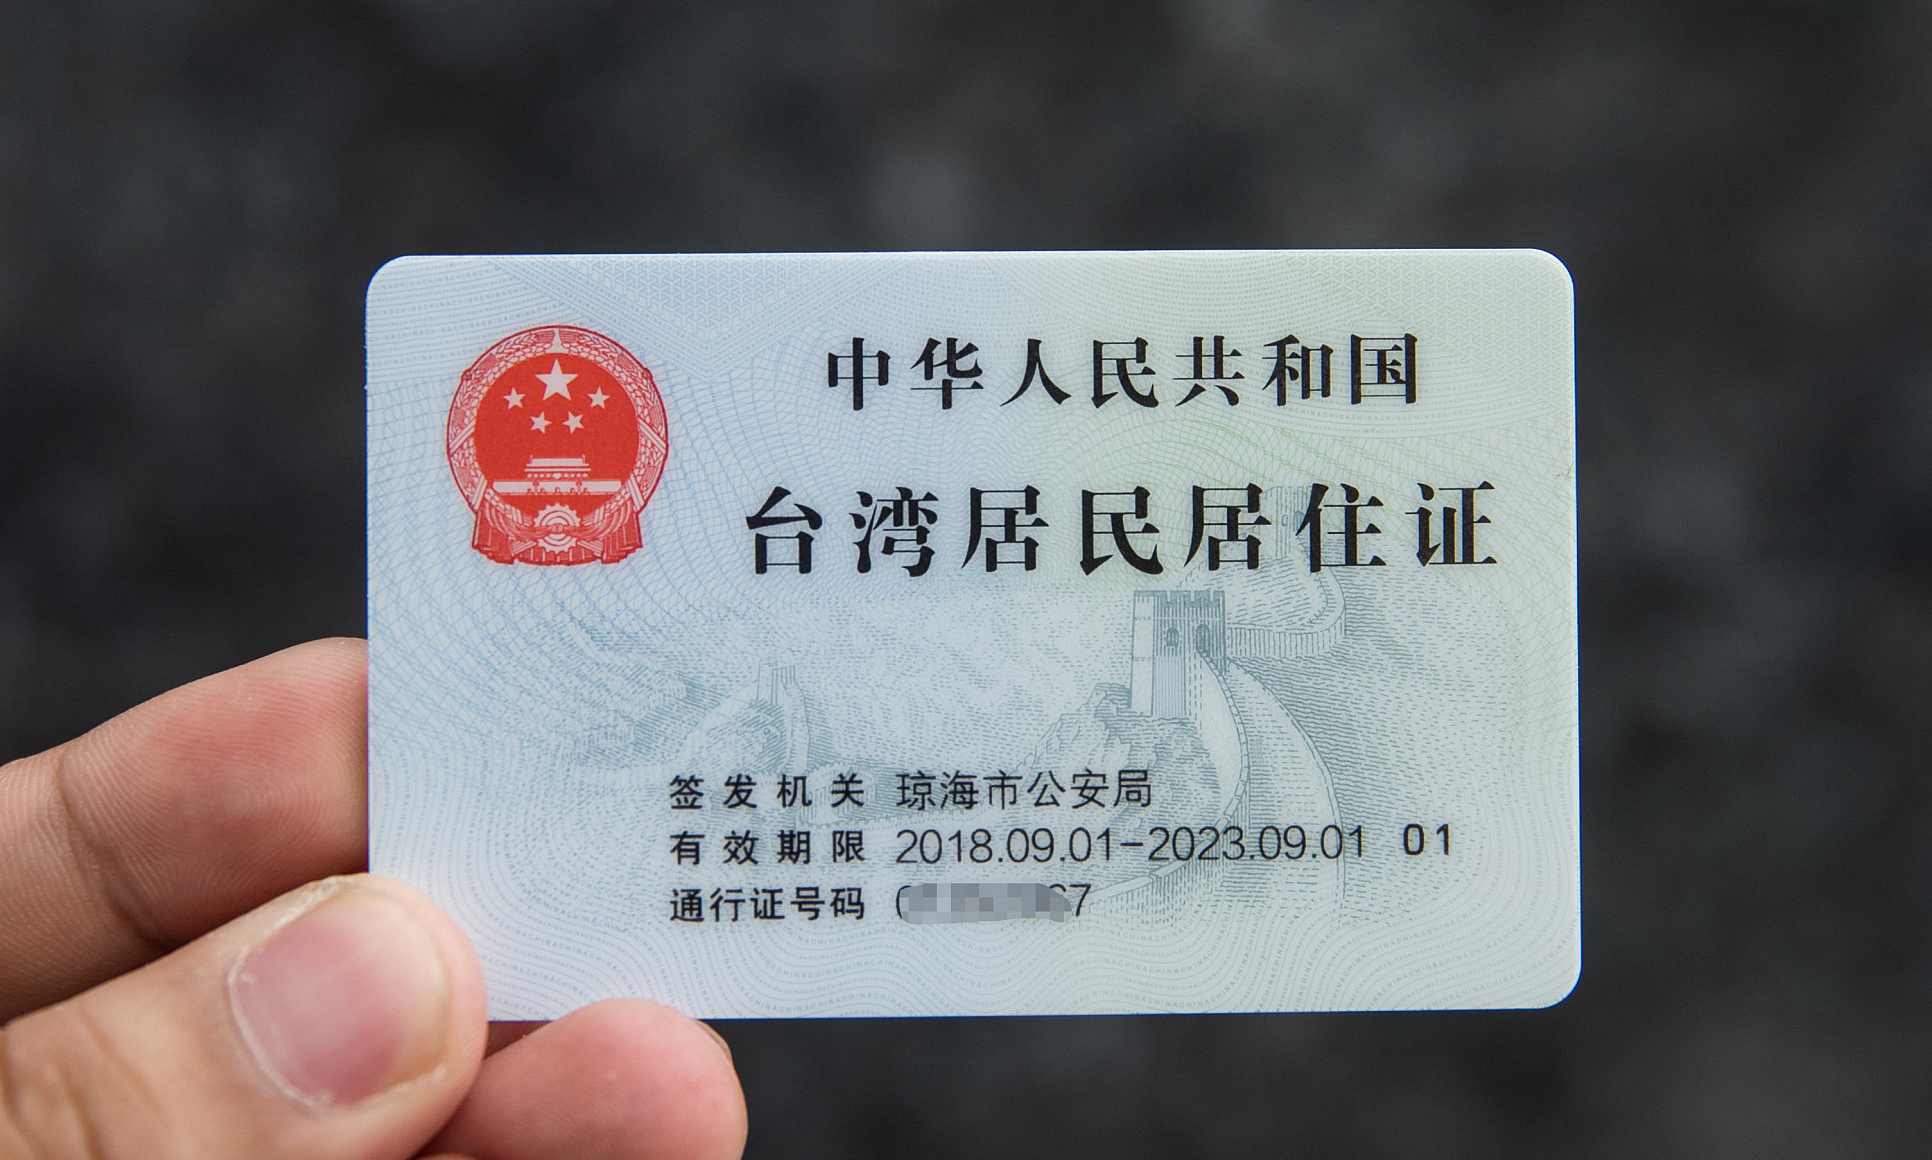 中华人民共和国
台湾居民居住证
签发机关 琼海市公安局
有效期限 2018.09.01-2023.09.01 01
通行证号码